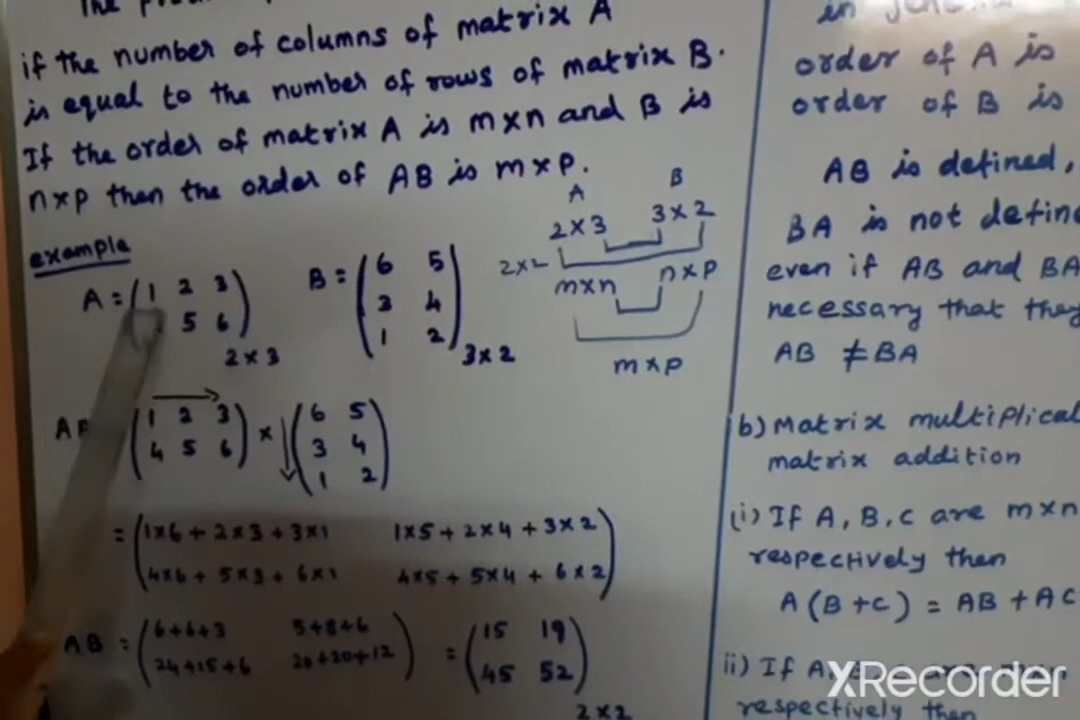 The
if the number of columns of matrix A
is equal to the number of rows of matrix B.
If the order of matrix A is m×n and B is
n×p then the order of AB is m×p.
example
A = (1 2 3
5 6)
2×3
B = (6 5
3 4
1 2)
3×2
A B
2×3 3×2
2×2
m×n n×p
m×p
(1 2 3
4 5 6) × (6 5
3 4
1 2)
= (1×6 + 2×3 + 3×1 1×5 + 2×4 + 3×2
4×6 + 5×3 + 6×1 4×5 + 5×4 + 6×2)
AB = (6+6+3 5+8+6
24+15+6 20+20+12) = (15 19
45 52)
2×2
in
order of A is
order of B is
AB is defined,
BA is not define
even if AB and BA
necessary that they
AB ≠ BA
b) Matrix multiplical
matrix addition
(i) If A, B, C are m×n
respectively then
A(B+C) = AB + AC
ii) If A,
respectively then
XRecorder